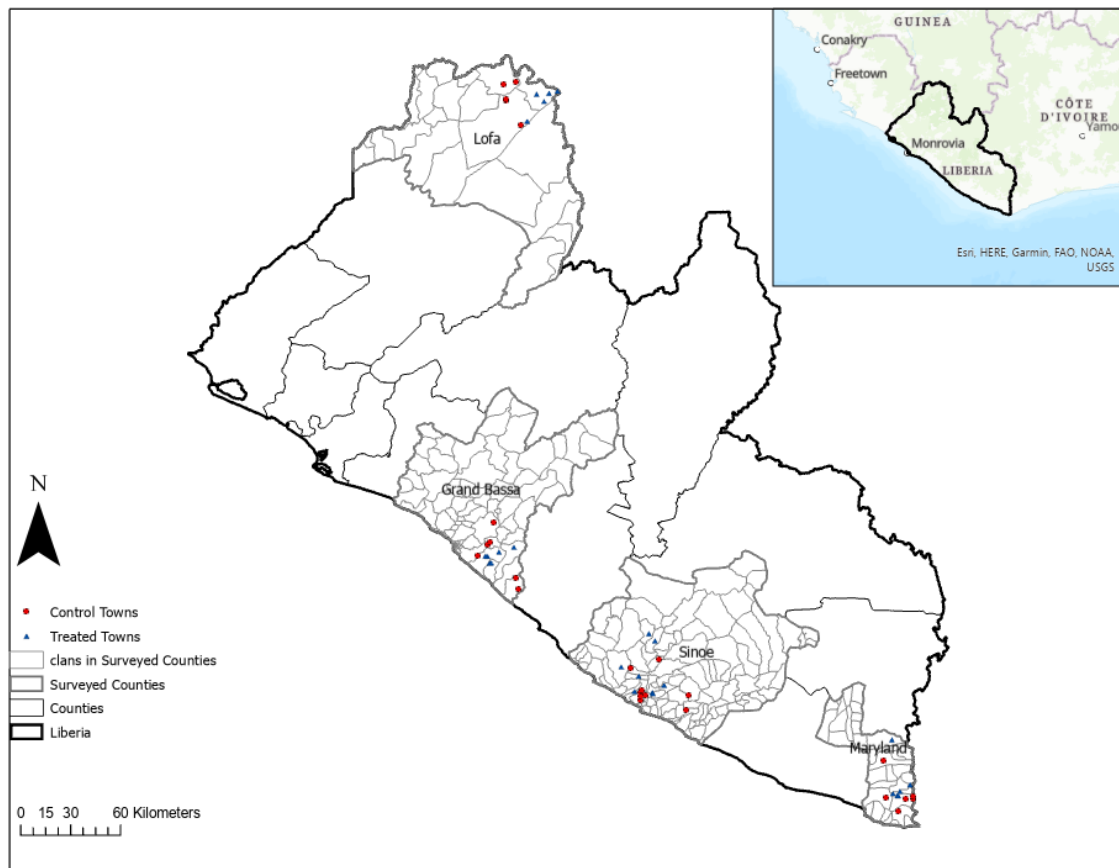 GUINEA
Conakry
Freetown
CÔTE
D'IVOIRE
Yamou
Monrovia
LIBERIA
Esri, HERE, Garmin, FAO, NOAA,
USGS
Lofa
Grand Bassa
Sinoe
Maryland
N
Control Towns
Treated Towns
clans in Surveyed Counties
Surveyed Counties
Counties
Liberia
0 15 30 60 Kilometers